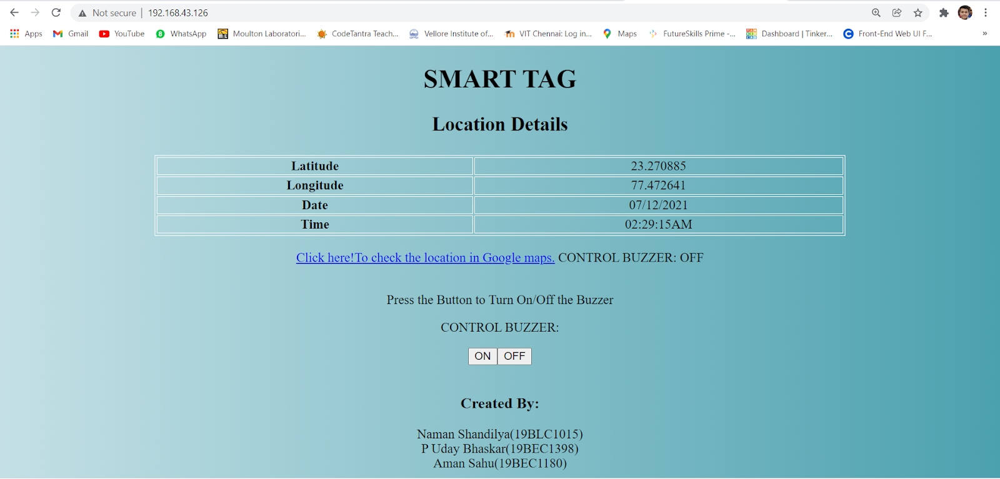 Not secure | 192.168.43.126
Apps Gmail YouTube WhatsApp Moulton Laboratori... CodeTantra Teach... Vellore Institute of... VIT Chennai: Log in... Maps FutureSkills Prime -... Dashboard | Tinker... Front-End Web UI F... »
SMART TAG
Location Details
Latitude 23.270885
Longitude 77.472641
Date 07/12/2021
Time 02:29:15AM
Click here!To check the location in Google maps. CONTROL BUZZER: OFF
Press the Button to Turn On/Off the Buzzer
CONTROL BUZZER:
ON OFF
Created By:
Naman Shandilya(19BLC1015)
P Uday Bhaskar(19BEC1398)
Aman Sahu(19BEC1180)